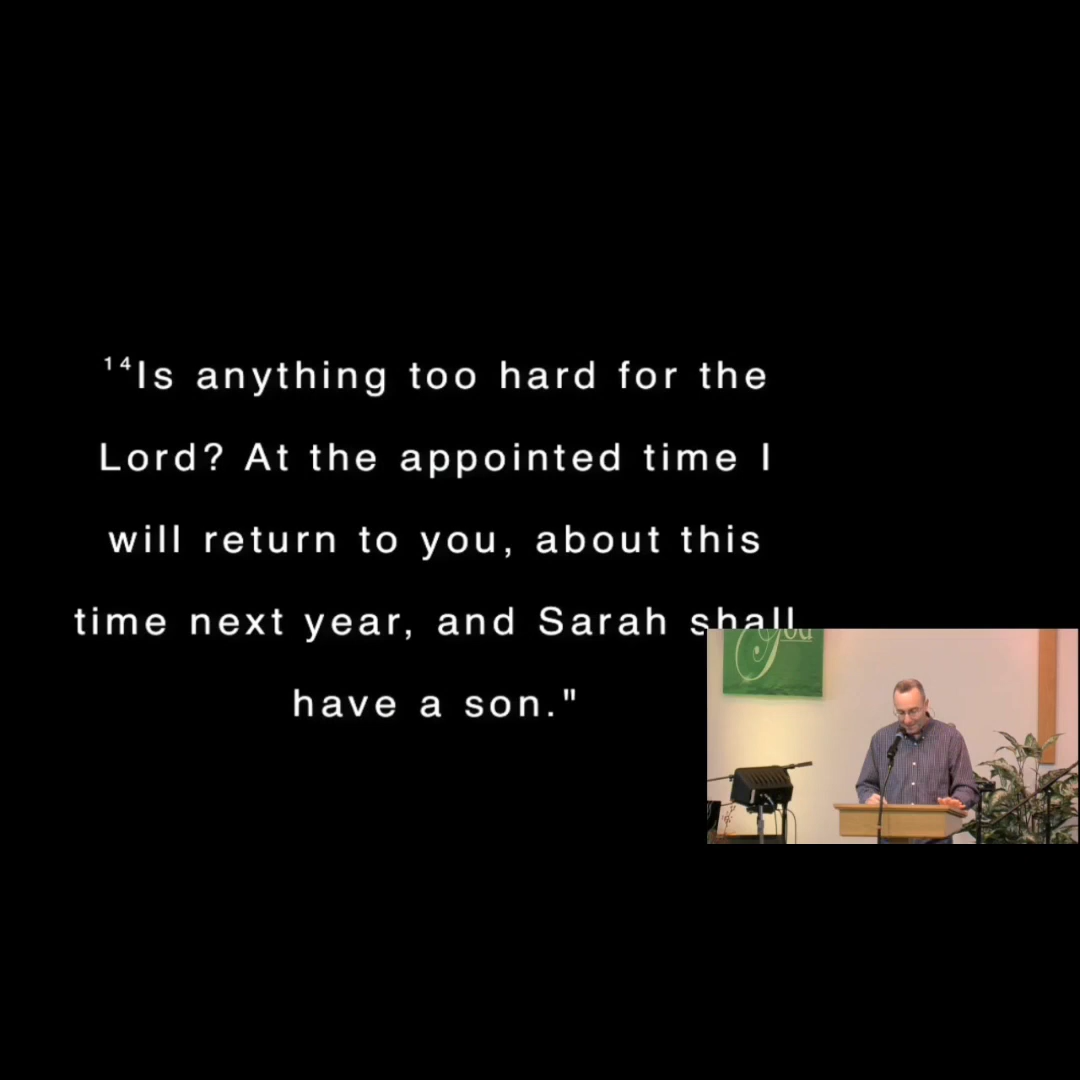 ¹⁴Is anything too hard for the
Lord? At the appointed time I
will return to you, about this
time next year, and Sarah shall
have a son."
God